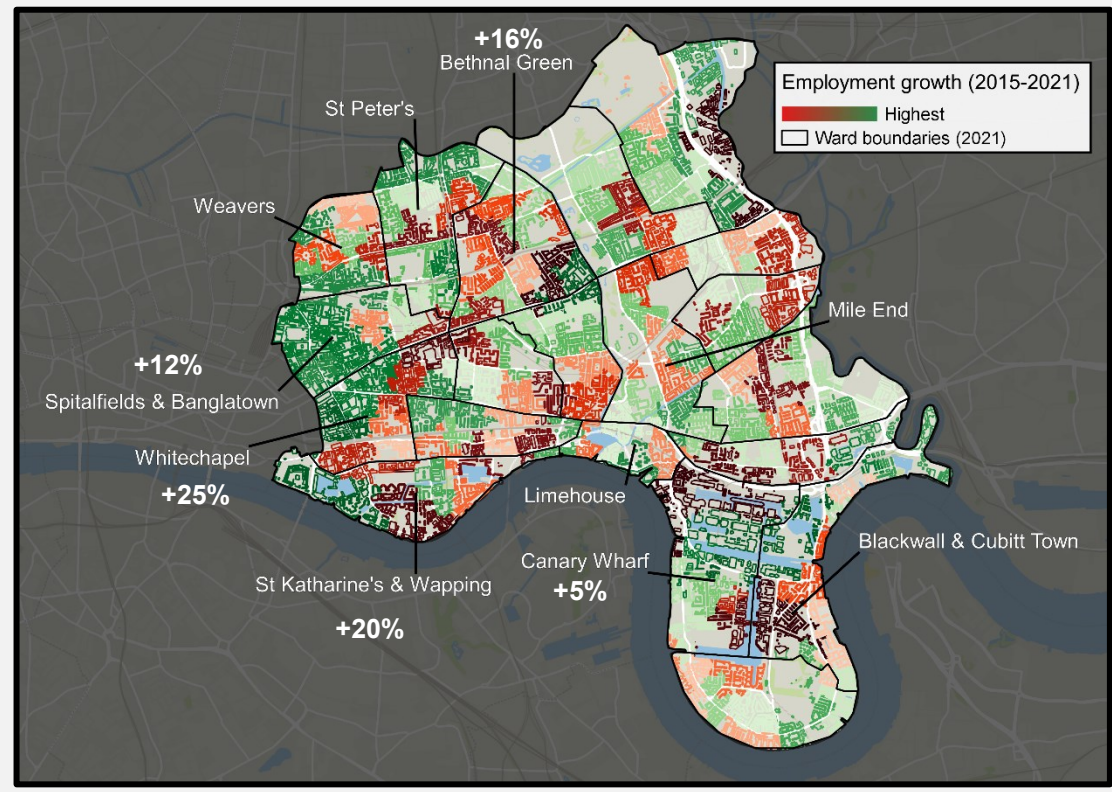 +16%
Bethnal Green
St Peter's
Weavers
Employment growth (2015-2021)
Highest
Ward boundaries (2021)
Mile End
+12%
Spitalfields & Banglatown
Whitechapel
+25%
Limehouse
Blackwall & Cubitt Town
Canary Wharf
+5%
St Katharine's & Wapping
+20%